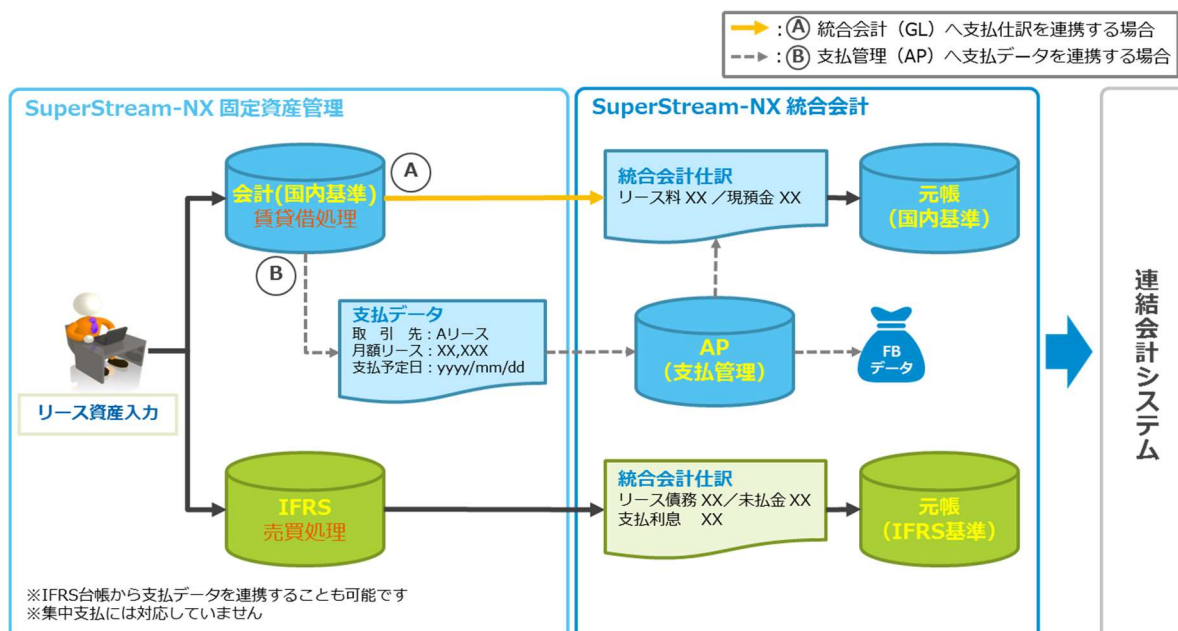 :Ⓐ 統合会計（GL）へ支払仕訳を連携する場合
:Ⓑ 支払管理（AP）へ支払データを連携する場合
SuperStream-NX 固定資産管理
SuperStream-NX 統合会計
会計(国内基準)
賃貸借処理
A
B
統合会計仕訳
リース料 XX ／現預金 XX
元帳
（国内基準）
支払データ
取　引　先：Aリース
月額リース：XX,XXX
支払予定日：yyyy/mm/dd
AP
（支払管理）
FB
データ
リース資産入力
IFRS
売買処理
統合会計仕訳
リース債務 XX／未払金 XX
支払利息　XX
元帳
（IFRS基準）
連結会計システム
※IFRS台帳から支払データを連携することも可能です
※集中支払には対応していません